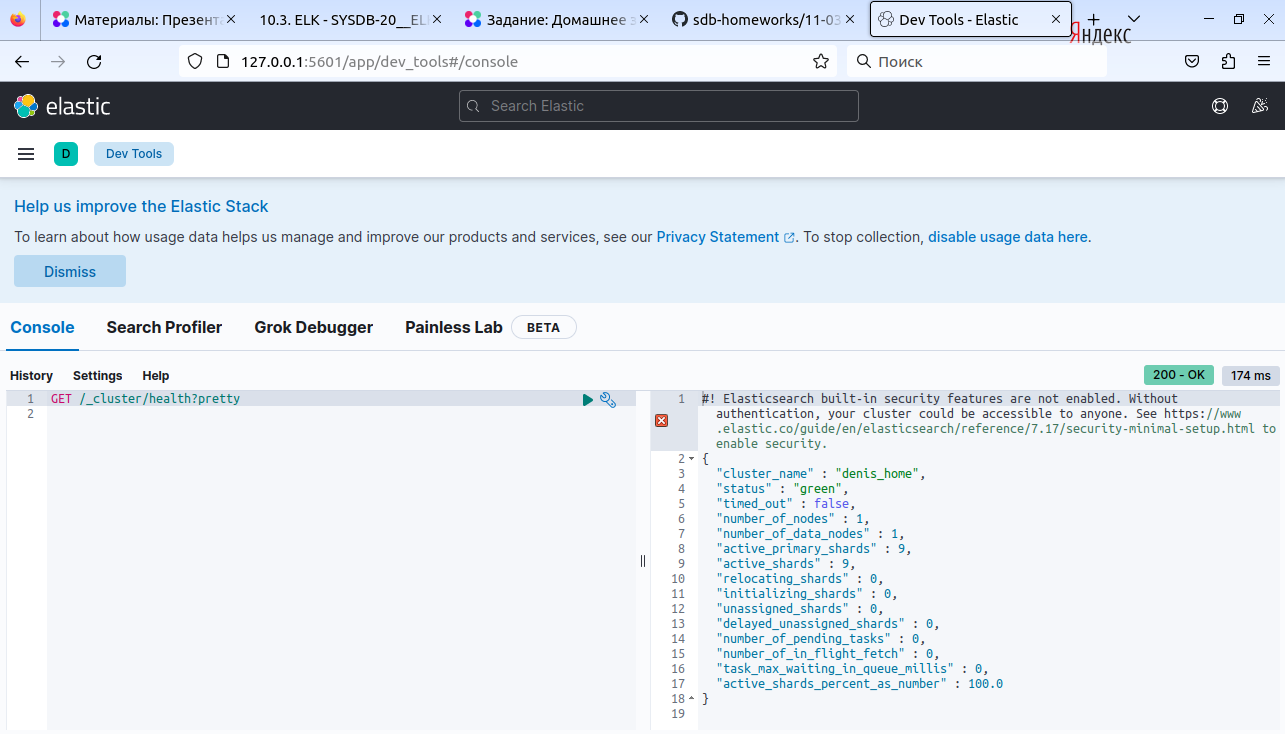 Материалы: Презент
10.3. ELK - SYSDB-20__EL
Задание: Домашнее з
sdb-homeworks/11-03
Dev Tools - Elastic
Яндекс
127.0.0.1:5601/app/dev_tools#/console
Поиск
elastic
Search Elastic
D
Dev Tools
Help us improve the Elastic Stack
To learn about how usage data helps us manage and improve our products and services, see our Privacy Statement. To stop collection, disable usage data here.
Dismiss
Console Search Profiler Grok Debugger Painless Lab BETA
History Settings Help
200 - OK 174 ms
1 GET /_cluster/health?pretty
2
1 #! Elasticsearch built-in security features are not enabled. Without
authentication, your cluster could be accessible to anyone. See https://www
.elastic.co/guide/en/elasticsearch/reference/7.17/security-minimal-setup.html to
enable security.
2 {
3 "cluster_name" : "denis_home",
4 "status" : "green",
5 "timed_out" : false,
6 "number_of_nodes" : 1,
7 "number_of_data_nodes" : 1,
8 "active_primary_shards" : 9,
9 "active_shards" : 9,
10 "relocating_shards" : 0,
11 "initializing_shards" : 0,
12 "unassigned_shards" : 0,
13 "delayed_unassigned_shards" : 0,
14 "number_of_pending_tasks" : 0,
15 "number_of_in_flight_fetch" : 0,
16 "task_max_waiting_in_queue_millis" : 0,
17 "active_shards_percent_as_number" : 100.0
18 }
19